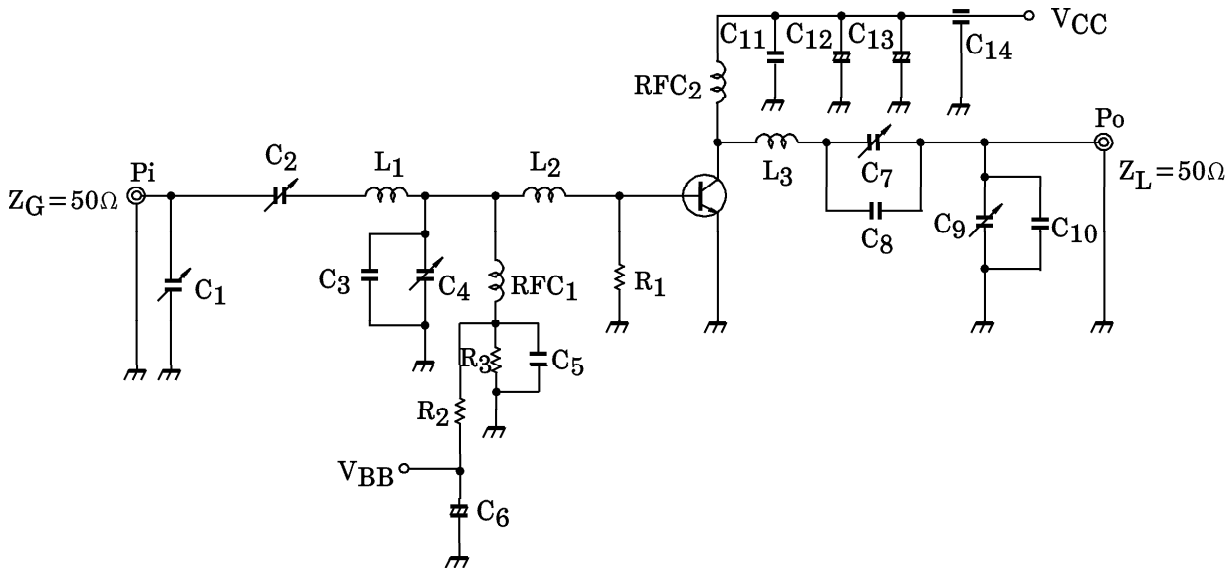 C11
C12
C13
C14
VCC
RFC2
Pi
ZG=50Ω
C2
L1
L2
L3
C7
C8
Po
ZL=50Ω
C1
C3
C4
RFC1
R1
C9
C10
R3
C5
R2
VBB
C6